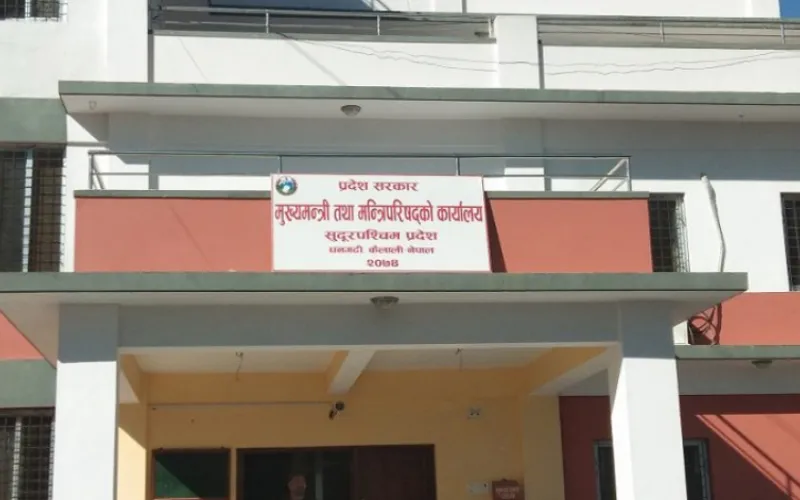 प्रदेश सरकार
मुख्यमन्त्री तथा मन्त्रिपरिषद्को कार्यालय
सुदूरपश्चिम प्रदेश
धनगढी, कैलाली नेपाल
२०७४